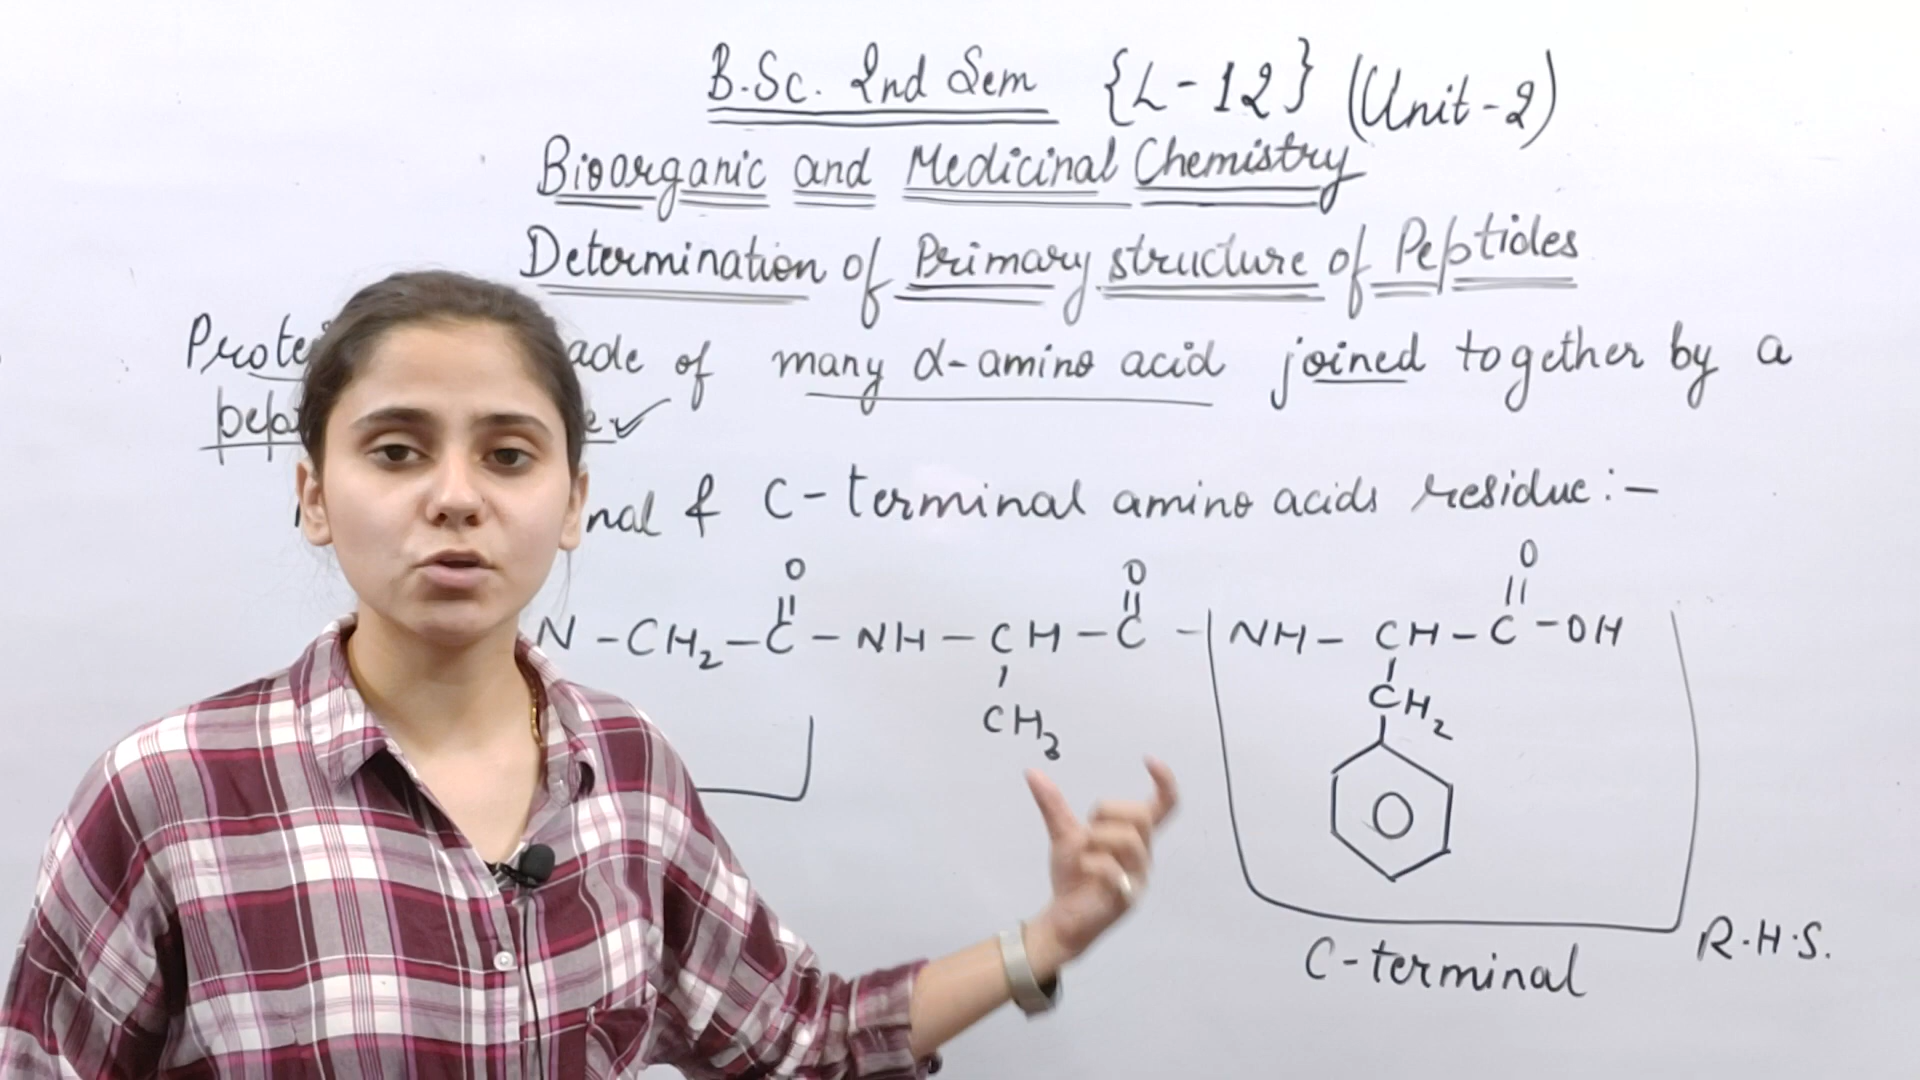 B.Sc. 2nd Sem {L-12} (Unit-2)
Bioorganic and Medicinal Chemistry
Determination of Primary structure of Peptides
many α-amino acid joined together by a
& C-terminal amino acids residue:-
O O O
N-CH₂-C-NH-CH-C-NH-CH-C-OH
CH₃ CH₂
C-terminal R.H.S.